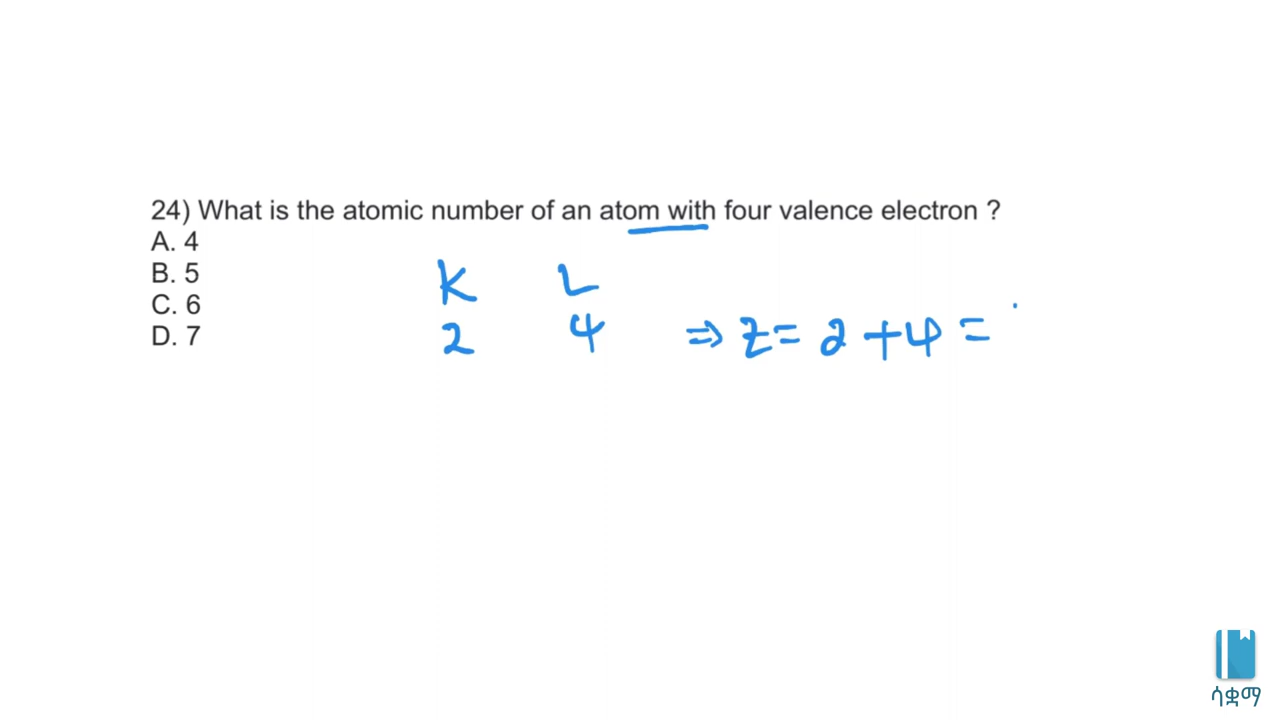 24) What is the atomic number of an atom with four valence electron ?
A. 4
B. 5
C. 6
D. 7
K L
2 4 ⇒ Z = 2 + 4 =
ሳቋማ